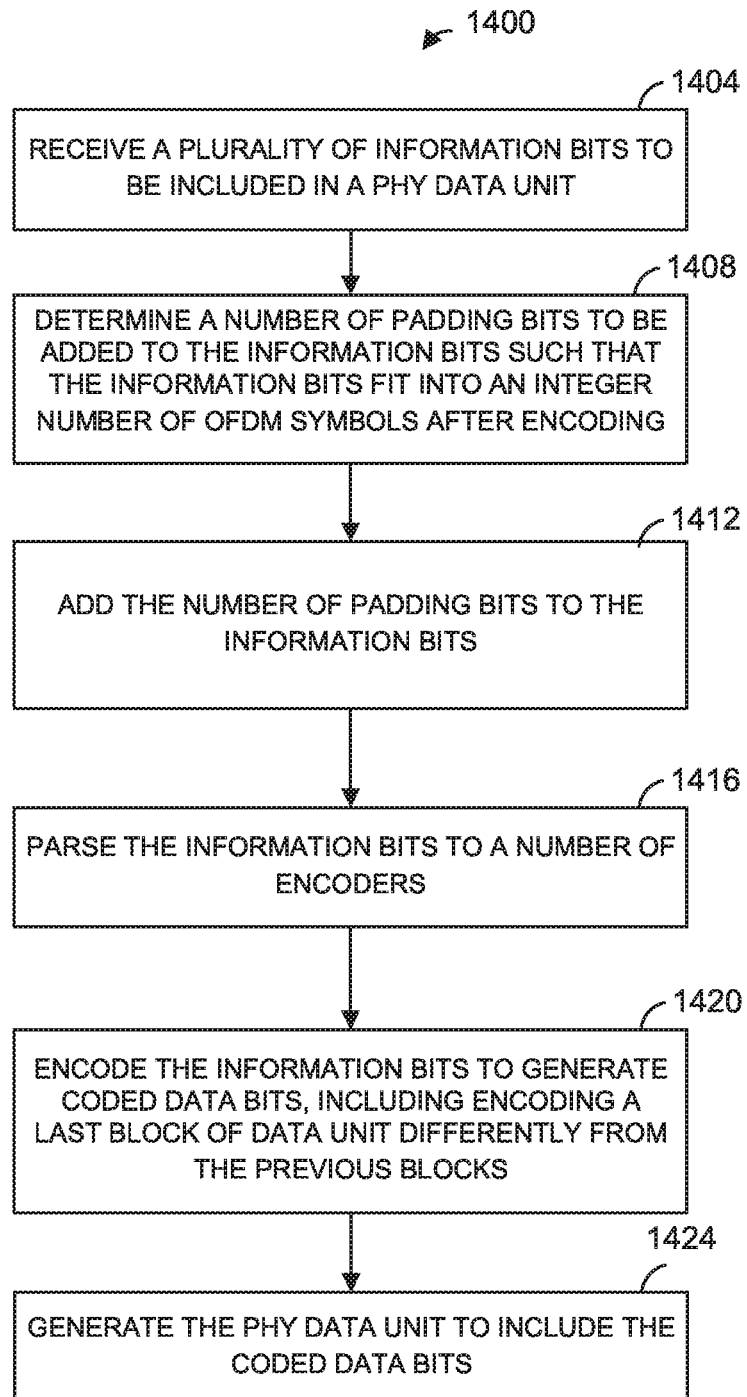 1400
1404
RECEIVE A PLURALITY OF INFORMATION BITS TO
BE INCLUDED IN A PHY DATA UNIT
1408
DETERMINE A NUMBER OF PADDING BITS TO BE
ADDED TO THE INFORMATION BITS SUCH THAT
THE INFORMATION BITS FIT INTO AN INTEGER
NUMBER OF OFDM SYMBOLS AFTER ENCODING
1412
ADD THE NUMBER OF PADDING BITS TO THE
INFORMATION BITS
1416
PARSE THE INFORMATION BITS TO A NUMBER OF
ENCODERS
1420
ENCODE THE INFORMATION BITS TO GENERATE
CODED DATA BITS, INCLUDING ENCODING A
LAST BLOCK OF DATA UNIT DIFFERENTLY FROM
THE PREVIOUS BLOCKS
1424
GENERATE THE PHY DATA UNIT TO INCLUDE THE
CODED DATA BITS